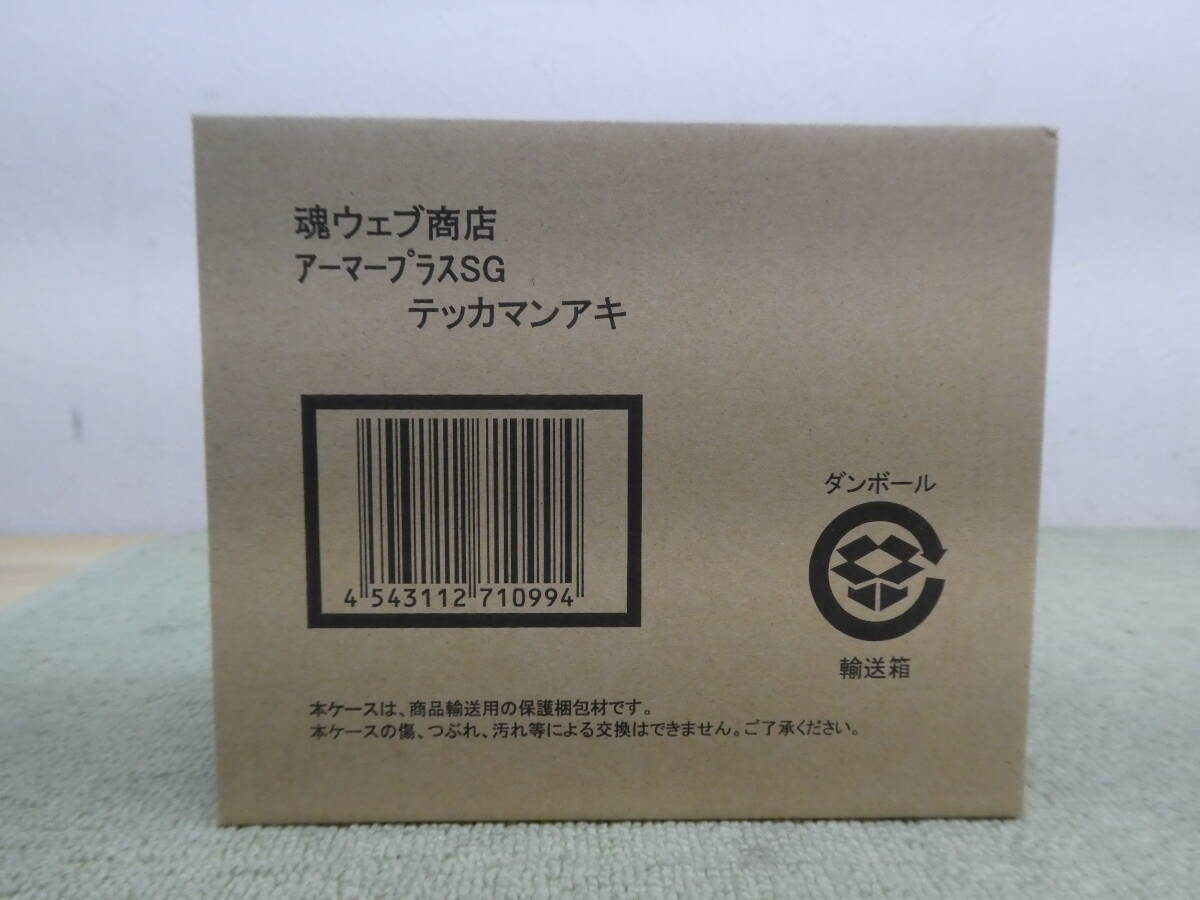 魂ウェブ商店
アーマープラスSG
テッカマンアキ
4 543112 710994
ダンボール
輸送箱
本ケースは、商品輸送用の保護梱包材です。
本ケースの傷、つぶれ、汚れ等による交換はできません。ご了承ください。